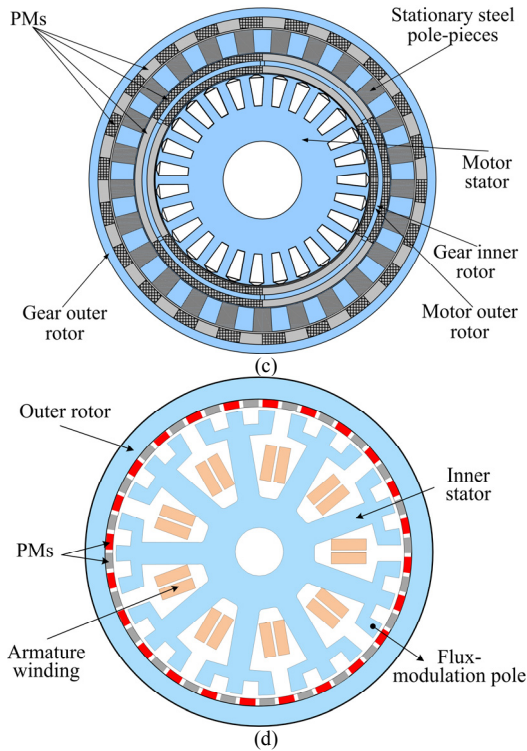 PMs
Stationary steel
pole-pieces
Motor
stator
Gear inner
rotor
Gear outer
rotor
Motor outer
rotor
(c)
Outer rotor
Inner
stator
PMs
Armature
winding
Flux-
modulation pole
(d)